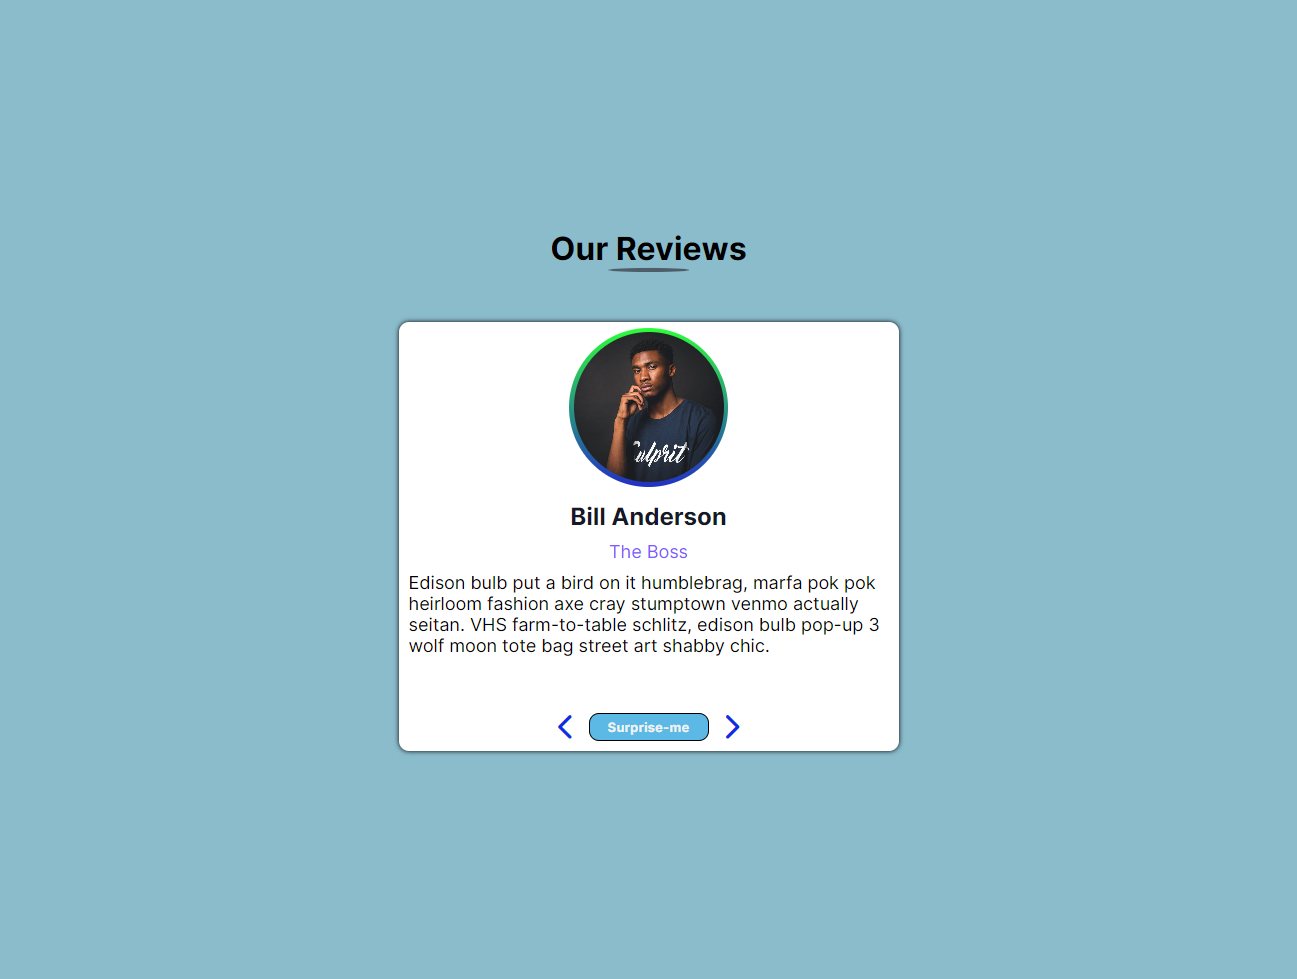 Our Reviews
Culprit
Bill Anderson
The Boss
Edison bulb put a bird on it humblebrag, marfa pok pok
heirloom fashion axe cray stumptown venmo actually
seitan. VHS farm-to-table schlitz, edison bulb pop-up 3
wolf moon tote bag street art shabby chic.
Surprise-me